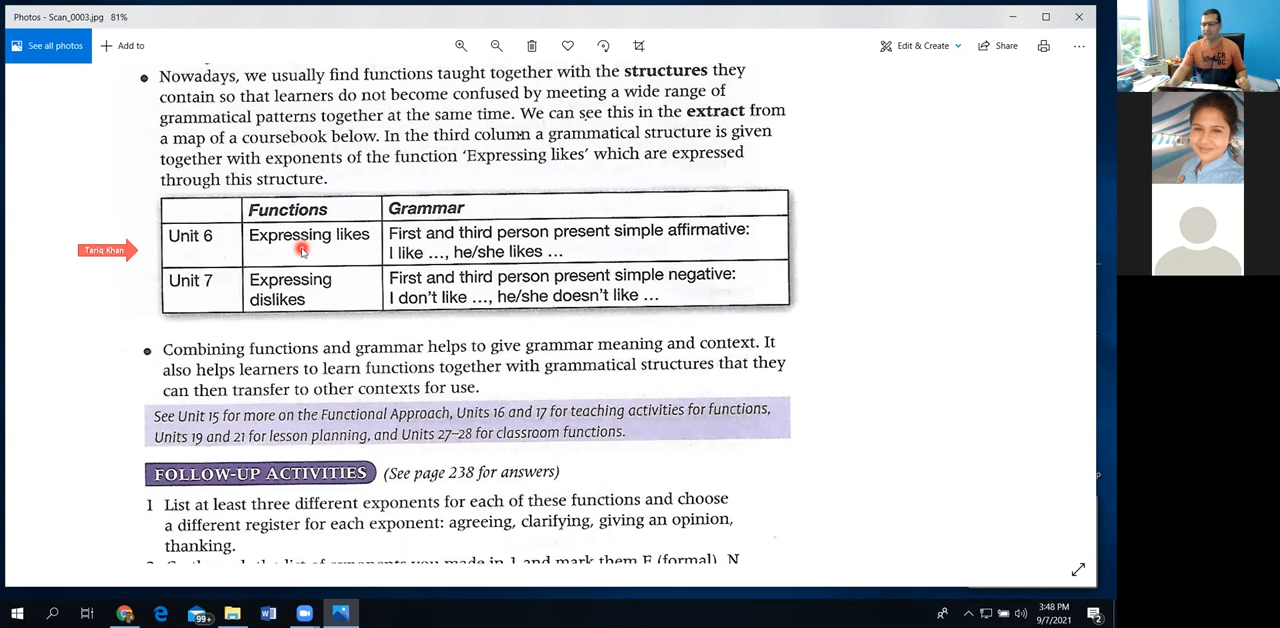 Photos - Scan_0003.jpg 81%
See all photos
Add to
Edit & Create
Share
Nowadays, we usually find functions taught together with the structures they
contain so that learners do not become confused by meeting a wide range of
grammatical patterns together at the same time. We can see this in the extract from
a map of a coursebook below. In the third column a grammatical structure is given
together with exponents of the function ‘Expressing likes’ which are expressed
through this structure.
Functions Grammar
Unit 6 Expressing likes First and third person present simple affirmative:
I like …, he/she likes …
Tariq Khan
Unit 7 Expressing First and third person present simple negative:
dislikes I don’t like …, he/she doesn’t like …
Combining functions and grammar helps to give grammar meaning and context. It
also helps learners to learn functions together with grammatical structures that they
can then transfer to other contexts for use.
See Unit 15 for more on the Functional Approach, Units 16 and 17 for teaching activities for functions,
Units 19 and 21 for lesson planning, and Units 27–28 for classroom functions.
FOLLOW-UP ACTIVITIES (See page 238 for answers)
1 List at least three different exponents for each of these functions and choose
a different register for each exponent: agreeing, clarifying, giving an opinion,
thanking.
you made in 1 and mark them F (formal), N
99+
3:48 PM
9/7/2021
2